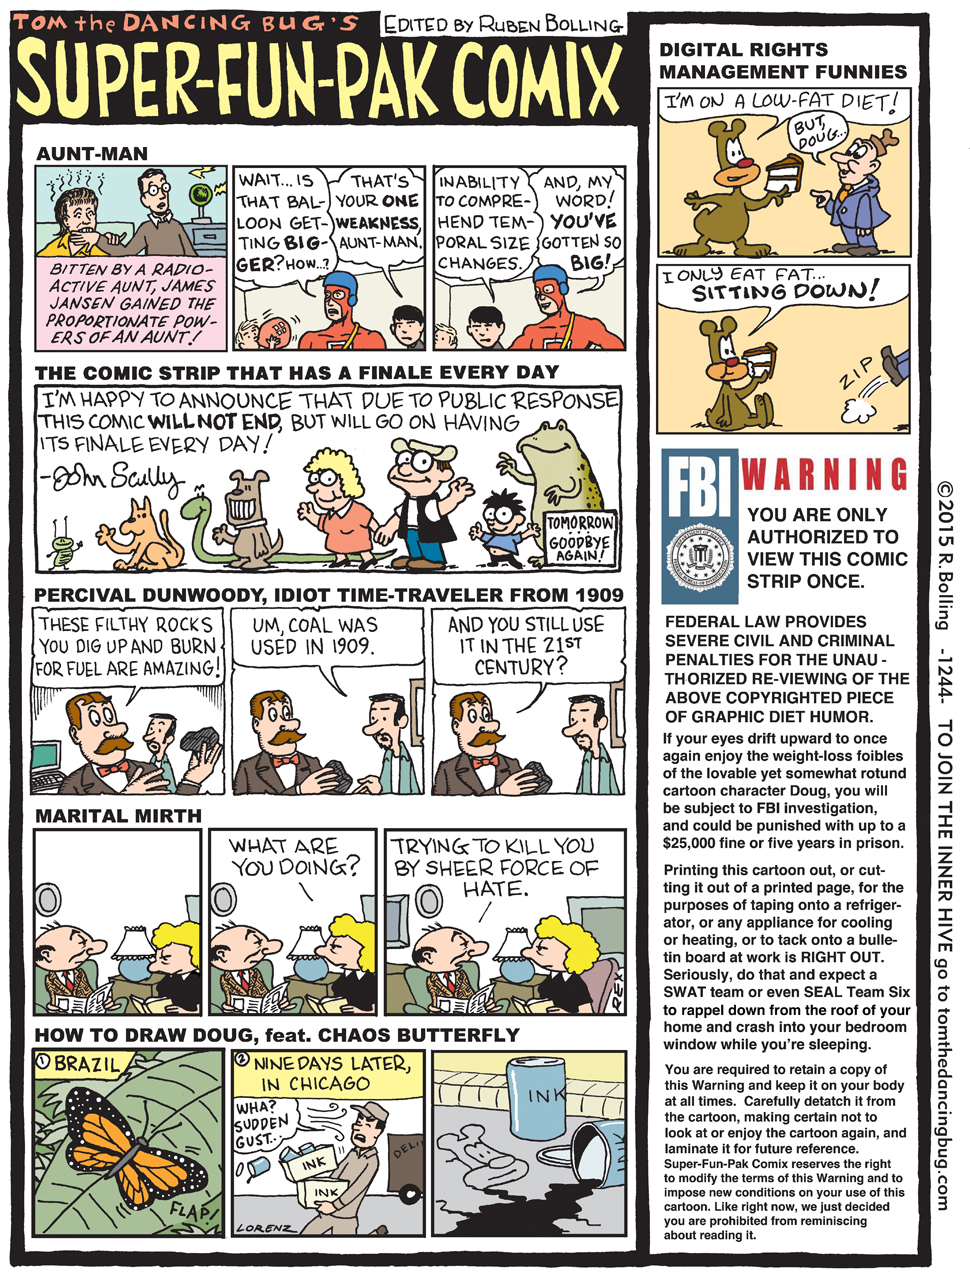 TOM the DANCING BUG'S
EDITED BY RUBEN BOLLING
SUPER-FUN-PAK COMIX
AUNT-MAN
BITTEN BY A RADIO-
ACTIVE AUNT, JAMES
JANSEN GAINED THE
PROPORTIONATE POW-
ERS OF AN AUNT!
WAIT... IS
THAT BAL-
LOON GET-
TING BIG-
GER? HOW..?
THAT'S
YOUR ONE
WEAKNESS,
AUNT-MAN.
INABILITY
TO COMPRE-
HEND TEM-
PORAL SIZE
CHANGES.
AND, MY
WORD!
YOU'VE
GOTTEN SO
BIG!
THE COMIC STRIP THAT HAS A FINALE EVERY DAY
I'M HAPPY TO ANNOUNCE THAT DUE TO PUBLIC RESPONSE
THIS COMIC WILL NOT END, BUT WILL GO ON HAVING
ITS FINALE EVERY DAY!
-John Scully
TOMORROW:
GOODBYE
AGAIN!
PERCIVAL DUNWOODY, IDIOT TIME-TRAVELER FROM 1909
THESE FILTHY ROCKS
YOU DIG UP AND BURN
FOR FUEL ARE AMAZING!
UM, COAL WAS
USED IN 1909.
AND YOU STILL USE
IT IN THE 21ST
CENTURY?
MARITAL MIRTH
WHAT ARE
YOU DOING?
TRYING TO KILL YOU
BY SHEER FORCE OF
HATE.
REK
HOW TO DRAW DOUG, feat. CHAOS BUTTERFLY
1 BRAZIL
FLAP!
2 NINE DAYS LATER,
IN CHICAGO
WHA?
SUDDEN
GUST..
INK
INK
DELI
LORENZ
INK
DIGITAL RIGHTS
MANAGEMENT FUNNIES
I'M ON A LOW-FAT DIET!
BUT,
DOUG...
I ONLY EAT FAT...
SITTING DOWN!
ZIP
FBI WARNING
YOU ARE ONLY
AUTHORIZED TO
VIEW THIS COMIC
STRIP ONCE.
FEDERAL LAW PROVIDES
SEVERE CIVIL AND CRIMINAL
PENALTIES FOR THE UNAU -
THORIZED RE-VIEWING OF THE
ABOVE COPYRIGHTED PIECE
OF GRAPHIC DIET HUMOR.
If your eyes drift upward to once
again enjoy the weight-loss foibles
of the lovable yet somewhat rotund
cartoon character Doug, you will
be subject to FBI investigation,
and could be punished with up to a
$25,000 fine or five years in prison.
Printing this cartoon out, or cut-
ting it out of a printed page, for the
purposes of taping onto a refriger-
ator, or any appliance for cooling
or heating, or to tack onto a bulle-
tin board at work is RIGHT OUT.
Seriously, do that and expect a
SWAT team or even SEAL Team Six
to rappel down from the roof of your
home and crash into your bedroom
window while you're sleeping.
You are required to retain a copy of
this Warning and keep it on your body
at all times. Carefully detatch it from
the cartoon, making certain not to
look at or enjoy the cartoon again, and
laminate it for future reference.
Super-Fun-Pak Comix reserves the right
to modify the terms of this Warning and to
impose new conditions on your use of this
cartoon. Like right now, we just decided
you are prohibited from reminiscing
about reading it.
©2015 R.Bolling -1244- TO JOIN THE INNER HIVE go to tomthedancingbug.com